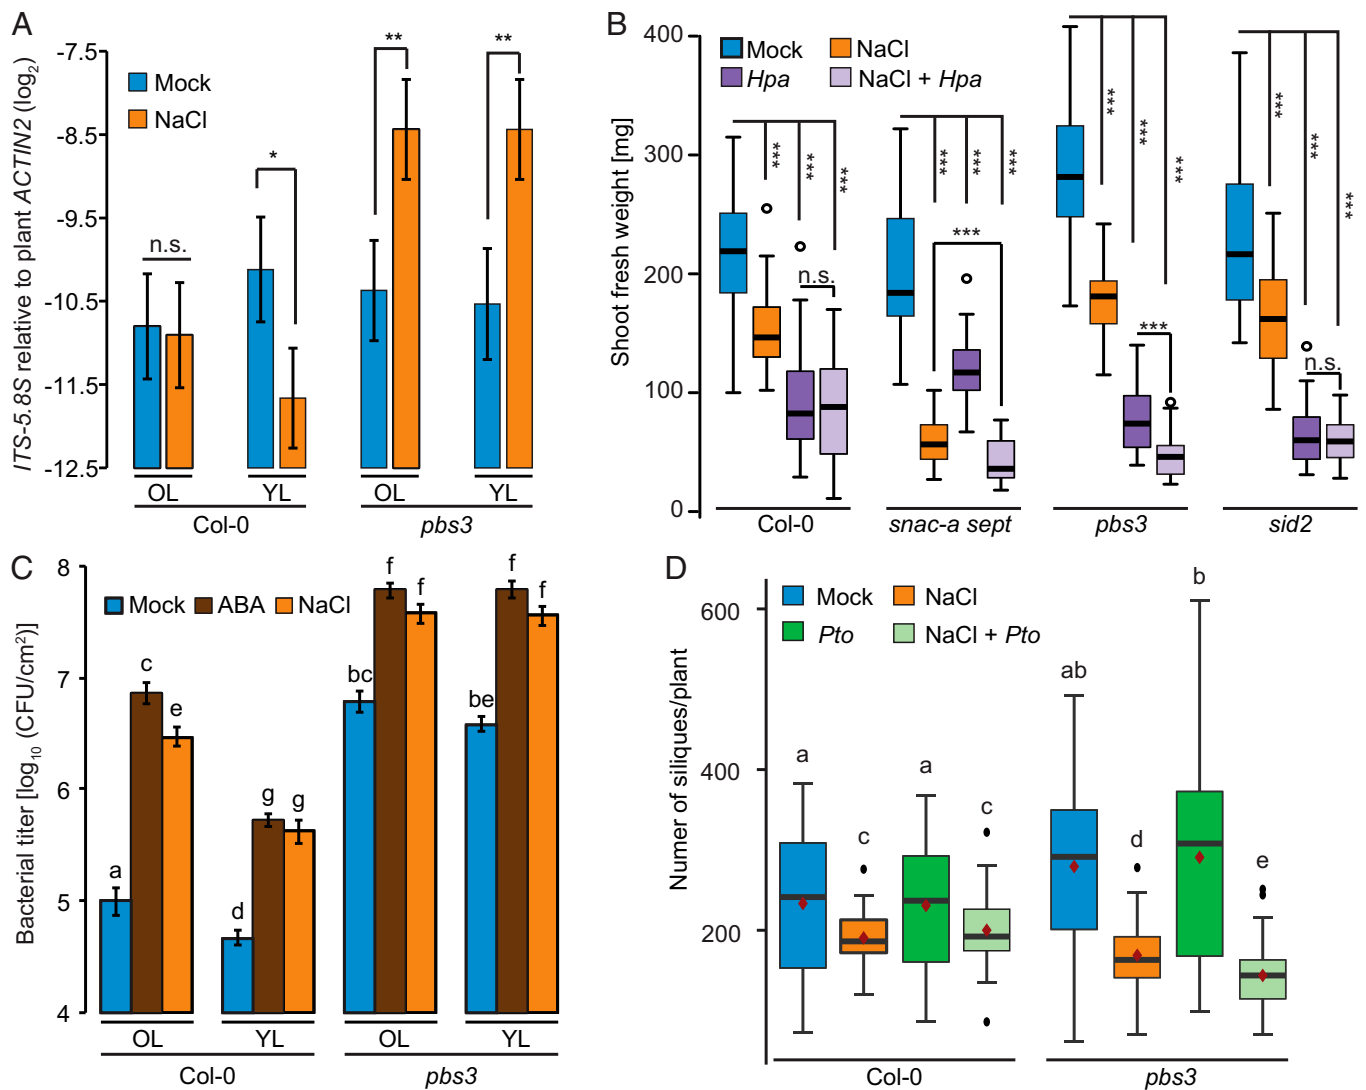 A
ITS-5.8S relative to plant ACTIN2 (log2)
-7.5
-8.5
-9.5
-10.5
-11.5
-12.5
Mock
NaCl
n.s.
*
**
**
OL
YL
OL
YL
Col-0
pbs3
B
Shoot fresh weight [mg]
400
300
200
100
0
Mock
NaCl
Hpa
NaCl + Hpa
***
***
***
n.s.
***
***
***
***
***
***
***
***
***
***
***
n.s.
Col-0
snac-a sept
pbs3
sid2
C
Bacterial titer [log10 (CFU/cm2)]
8
7
6
5
4
Mock
ABA
NaCl
a
c
e
d
g
g
bc
f
f
be
f
f
OL
YL
OL
YL
Col-0
pbs3
D
Numer of siliques/plant
600
400
200
Mock
NaCl
Pto
NaCl + Pto
a
c
a
c
ab
d
b
e
Col-0
pbs3